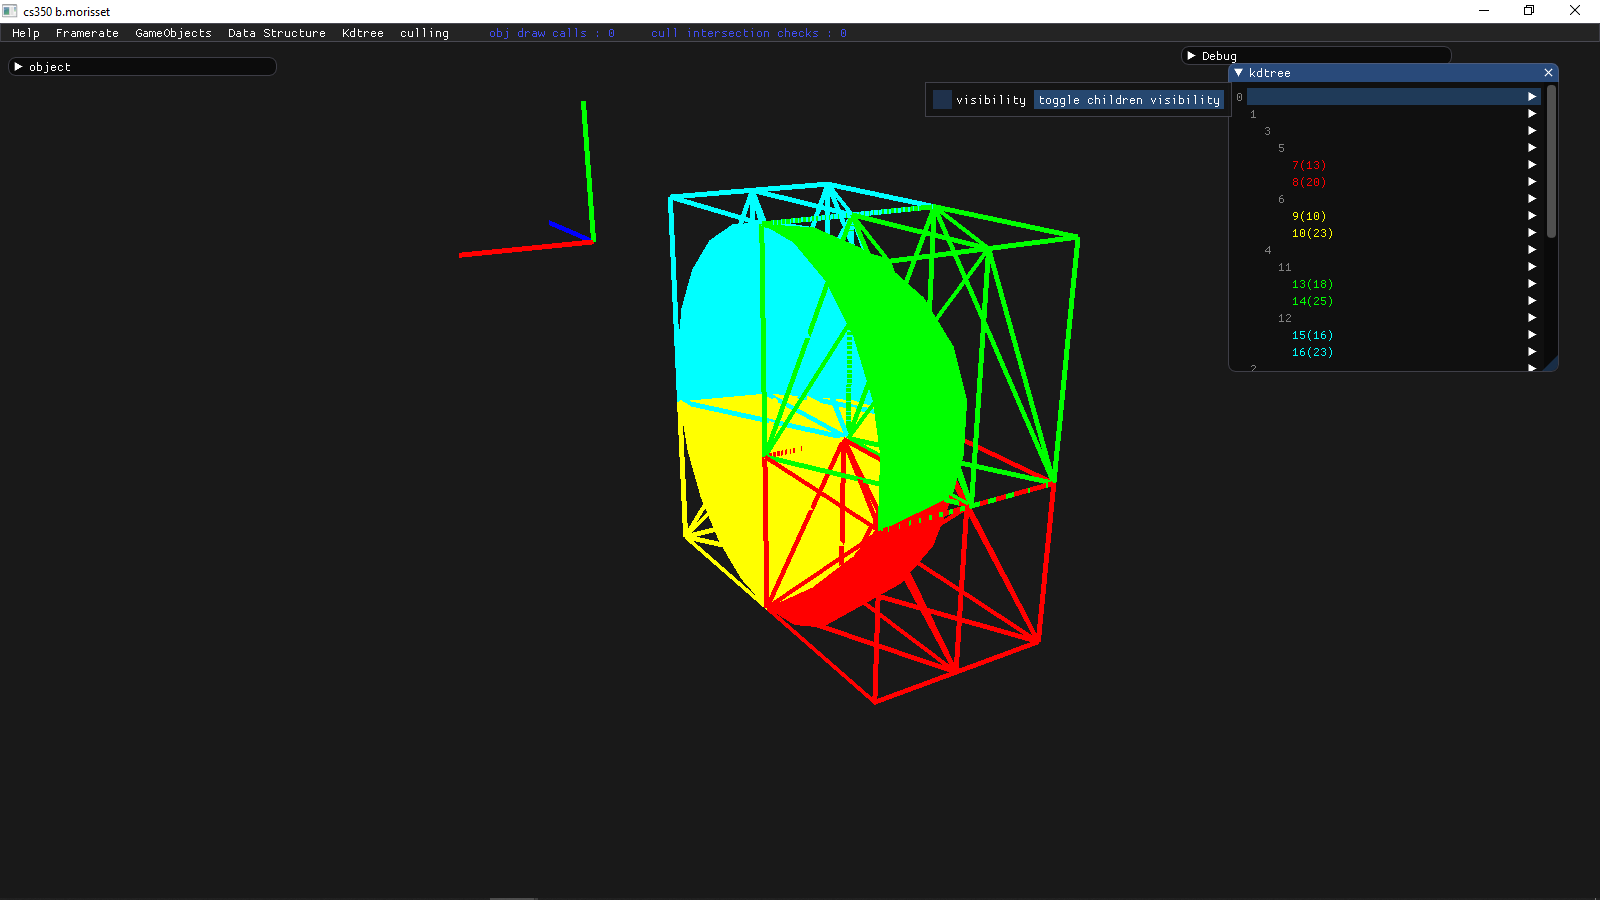 cs350 b.morisset
Help Framerate GameObjects Data Structure Kdtree culling obj draw calls : 0 cull intersection checks : 0
object
Debug
kdtree
visibility toggle children visibility
0
1
3
5
7(13)
8(20)
6
9(10)
10(23)
4
11
13(18)
14(25)
12
15(16)
16(23)
2